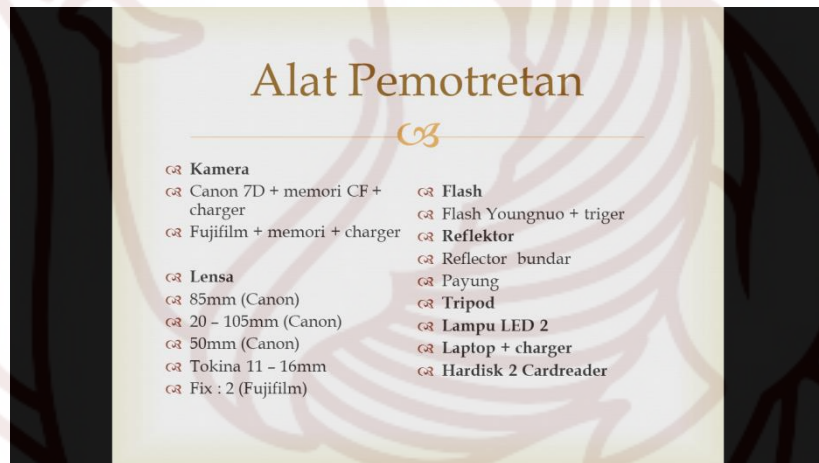 Alat Pemotretan
Kamera
Canon 7D + memori CF +
charger
Fujifilm + memori + charger
Lensa
85mm (Canon)
20 – 105mm (Canon)
50mm (Canon)
Tokina 11 – 16mm
Fix : 2 (Fujifilm)
Flash
Flash Youngnuo + triger
Reflektor
Reflector bundar
Payung
Tripod
Lampu LED 2
Laptop + charger
Hardisk 2 Cardreader